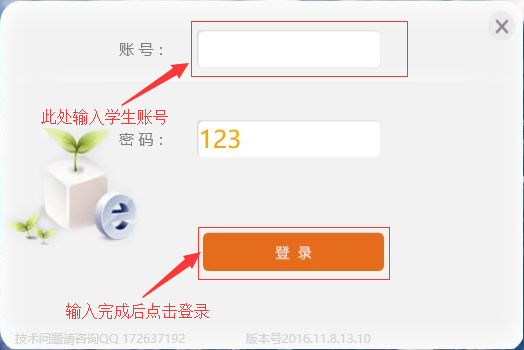 账 号：
此处输入学生账号
密 码：
123
登 录
输入完成后点击登录
技术问题请咨询QQ 172637192
版本号2016.11.8.13.10